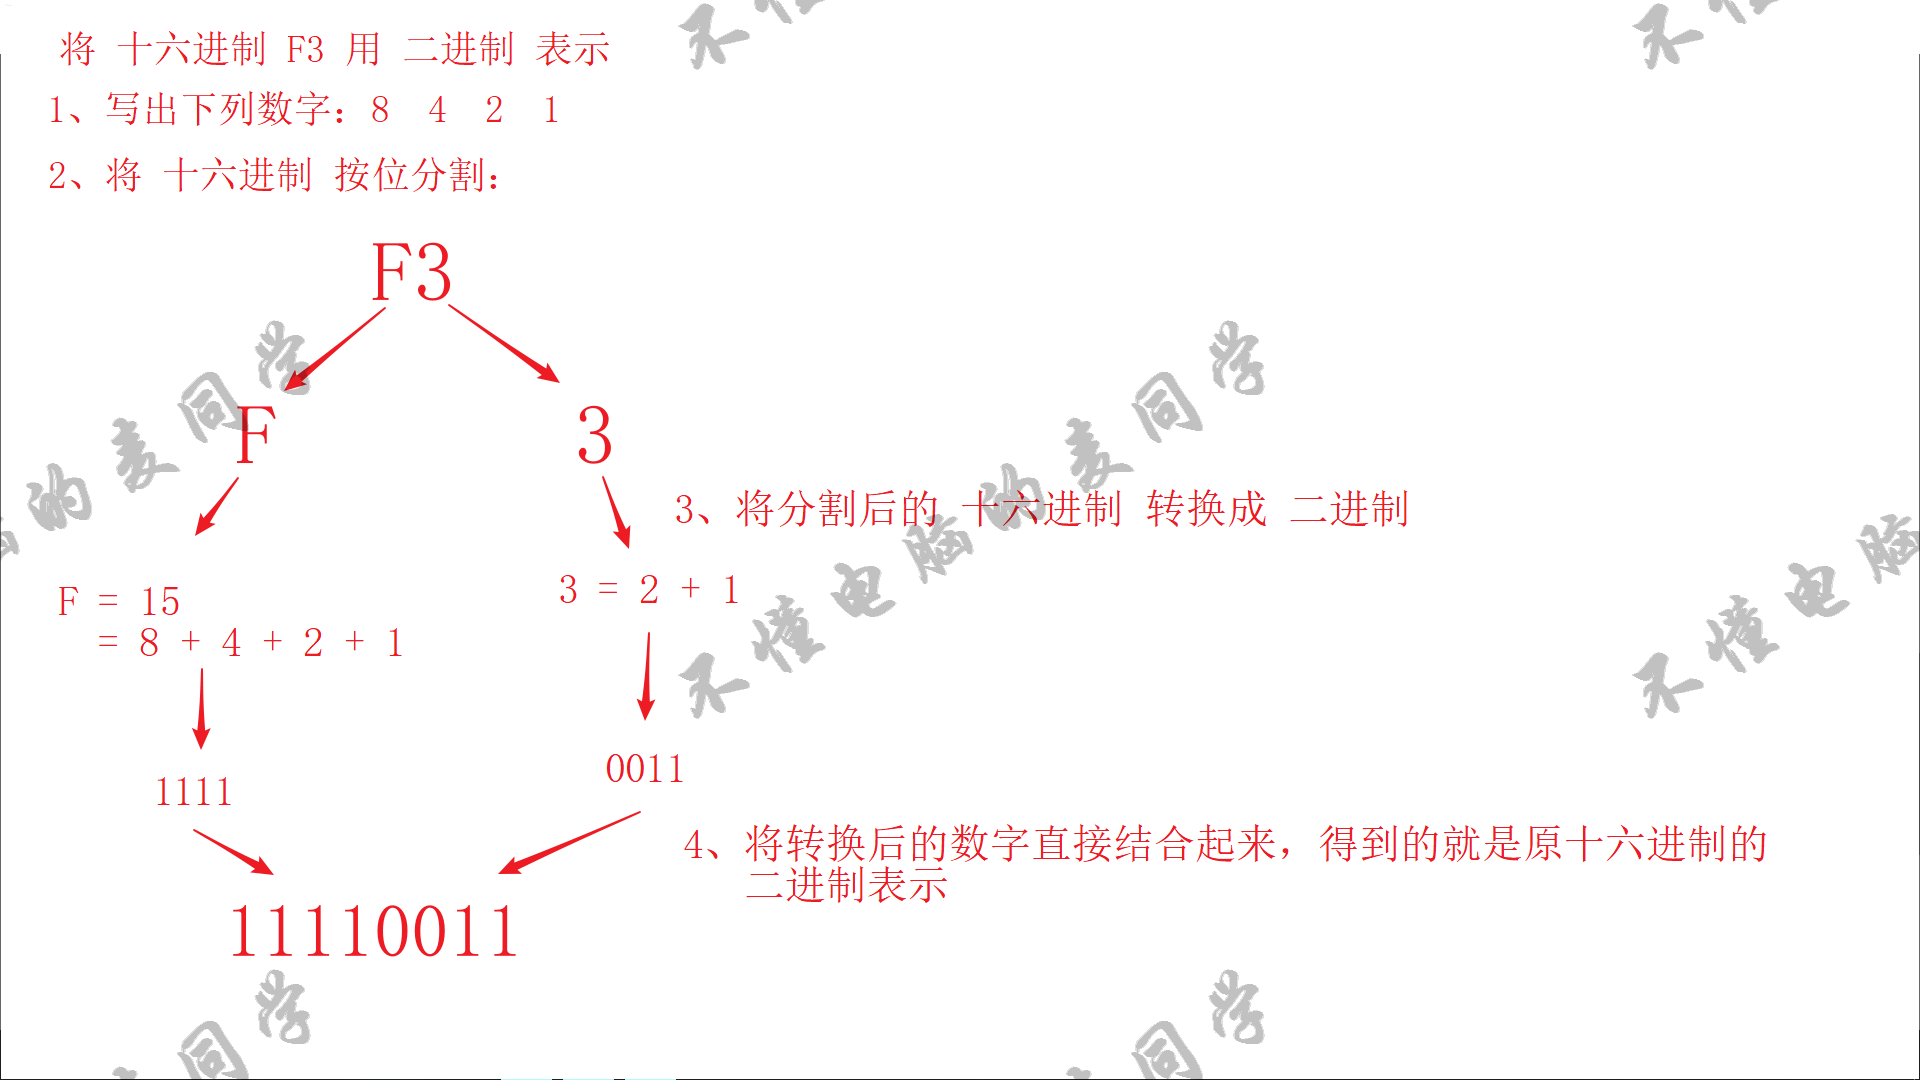 将 十六进制 F3 用 二进制 表示
1、写出下列数字：8 4 2 1
2、将 十六进制 按位分割：
F3
F 3
3、将分割后的 十六进制 转换成 二进制
F = 15
= 8 + 4 + 2 + 1
3 = 2 + 1
1111
0011
4、将转换后的数字直接结合起来，得到的就是原十六进制的
二进制表示
11110011
不懂电脑的麦同学